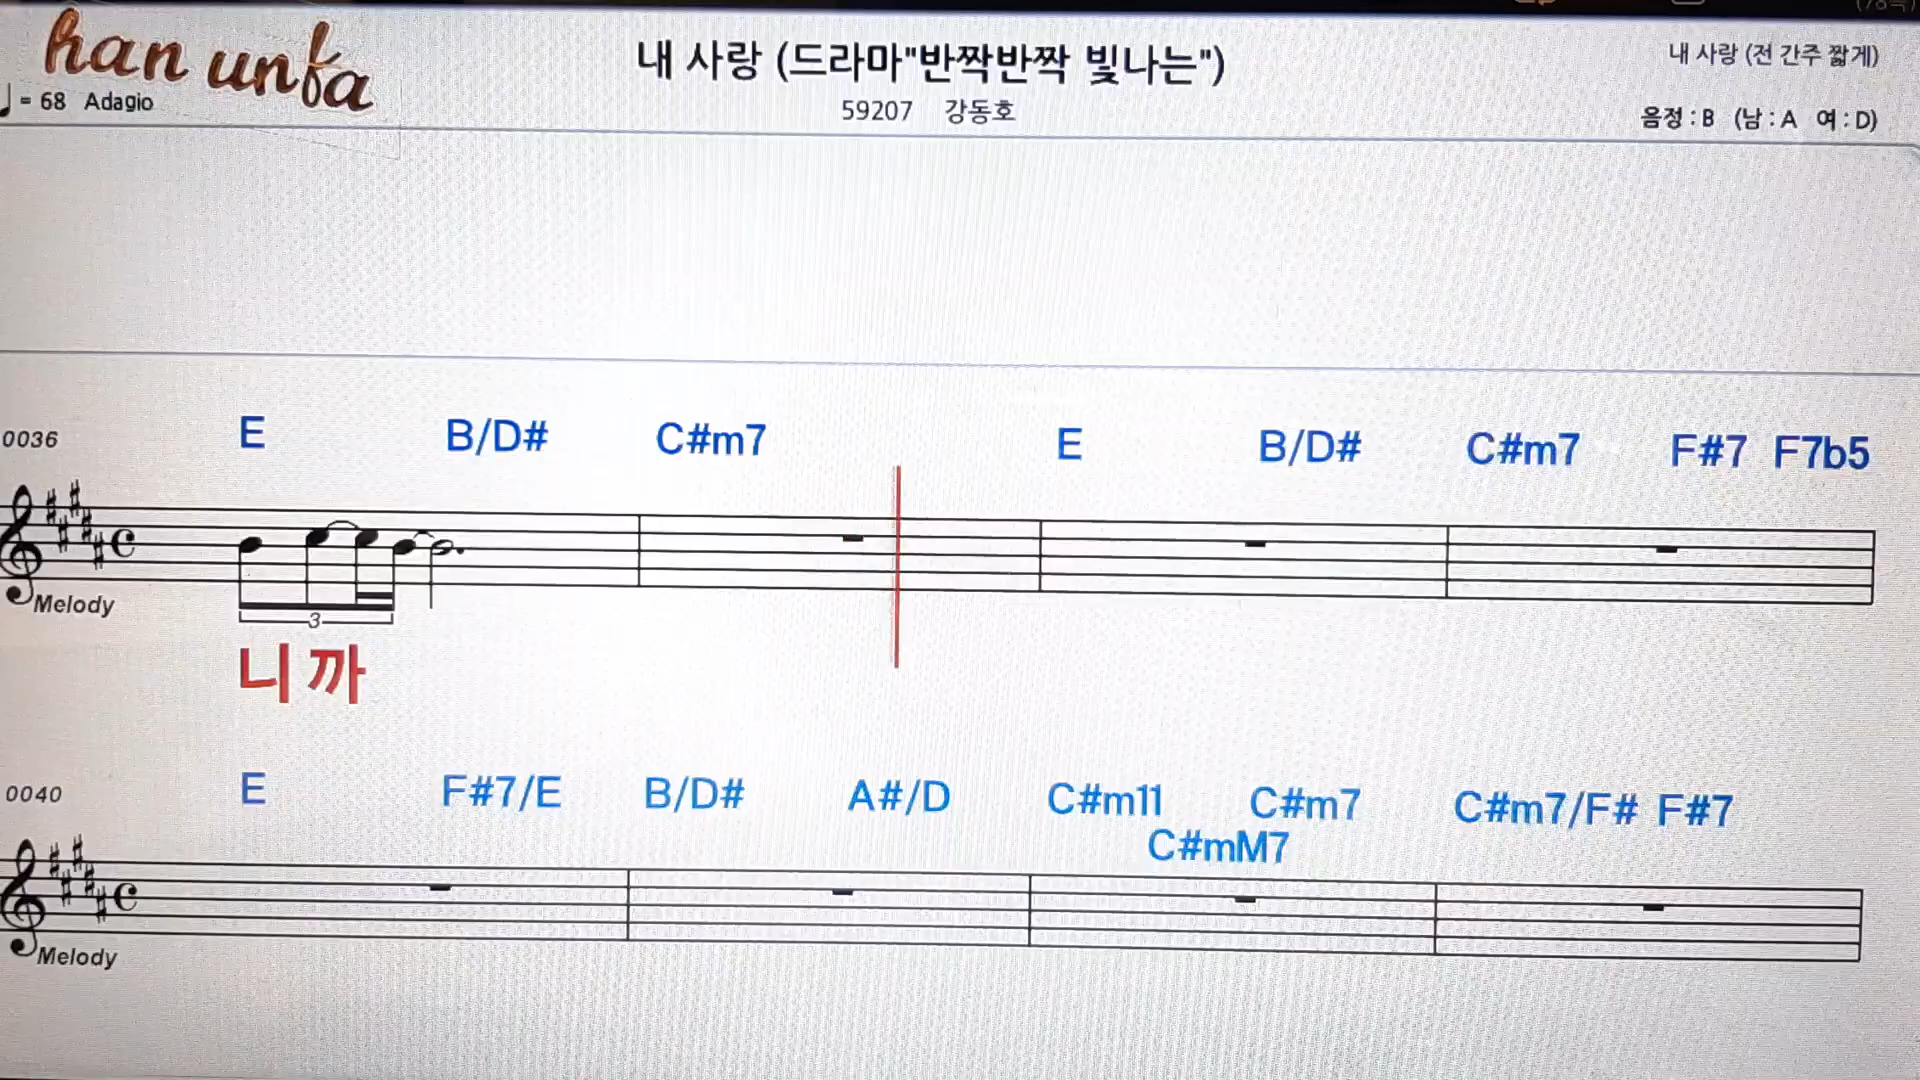 han unfa
내 사랑 (드라마"반짝반짝 빛나는")
내 사랑 (전 간주 짧게)
= 68 Adagio
59207 강동호
음정 : B (남 : A 여 : D)
0036 E B/D# C#m7 E B/D# C#m7 F#7 F7b5
Melody
3
니 까
0040 E F#7/E B/D# A#/D C#m11 C#m7 C#m7/F# F#7
C#mM7
Melody